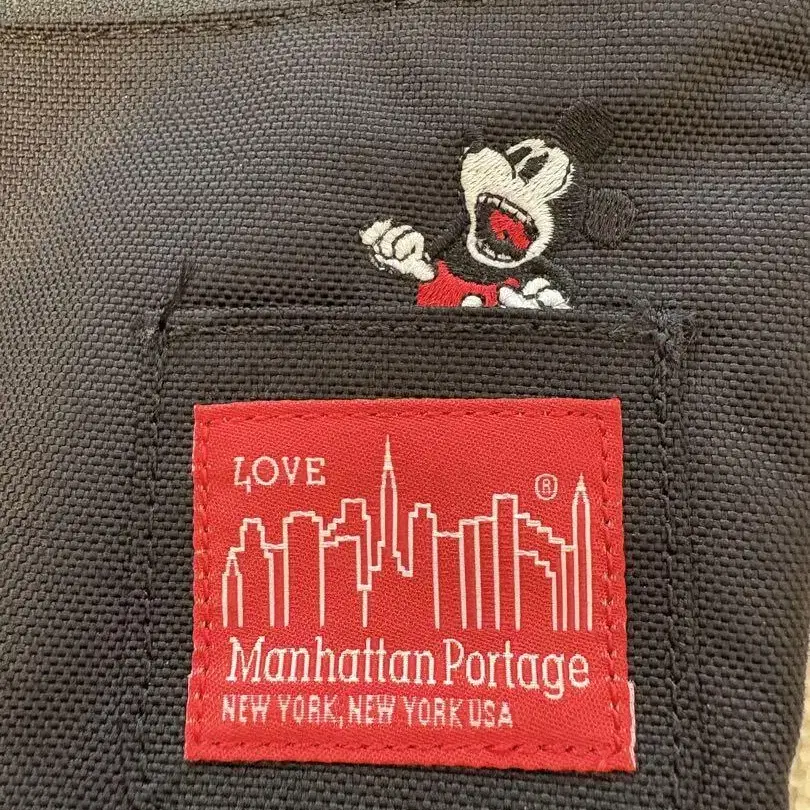 LOVE
®
Manhattan Portage
NEW YORK, NEW YORK USA